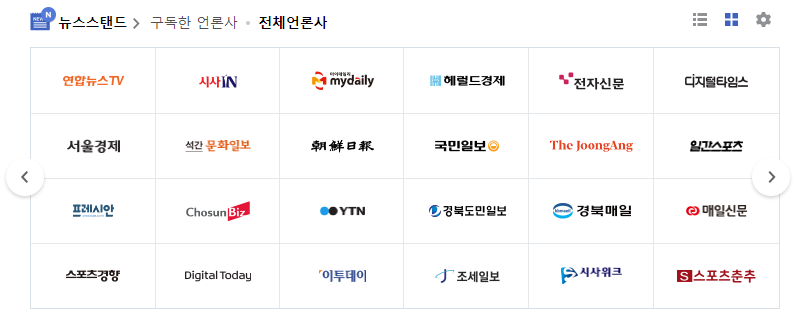 NEW N 뉴스스탠드 > 구독한 언론사 • 전체언론사
연합뉴스TV
시사IN
마이데일리 mydaily
헤럴드경제
전자신문
디지털타임스
서울경제
석간 문화일보
朝鮮日報
국민일보
The JoongAng
일간스포츠
프레시안
ChosunBiz
YTN
경북도민일보
경북매일
매일신문
스포츠경향
Digital Today
이투데이
조세일보
시사위크
S 스포츠춘추